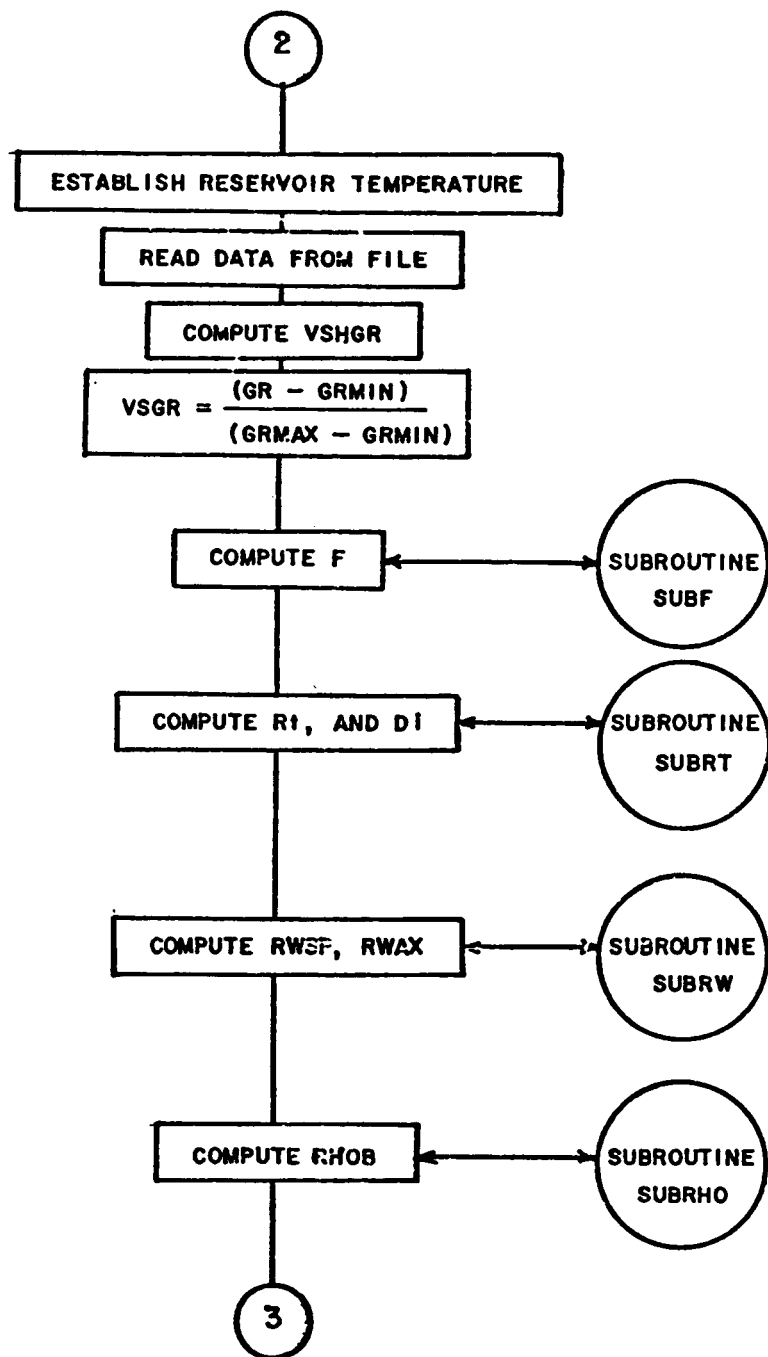 2
ESTABLISH RESERVOIR TEMPERATURE
READ DATA FROM FILE
COMPUTE VSHGR
VSGR = (GR - GRMIN)
(GRMAX - GRMIN)
COMPUTE F
SUBROUTINE
SUBF
COMPUTE Rt, AND Di
SUBROUTINE
SUBRT
COMPUTE RWSP, RWAX
SUBROUTINE
SUBRW
COMPUTE RHOB
SUBROUTINE
SUBRHO
3